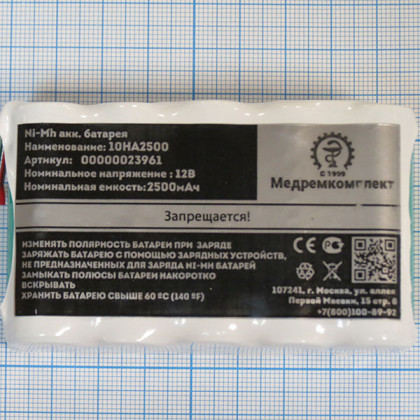 Ni-Mh акк. батарея
Наименование: 10HA2500
Артикул: 00000023961
Номинальное напряжение : 12В
Номинальная емкость:2500мАч
© 1999
Медремкомплект
Запрещается!
ИЗМЕНЯТЬ ПОЛЯРНОСТЬ БАТАРЕИ ПРИ ЗАРЯДЕ
ЗАРЯЖАТЬ БАТАРЕЮ С ПОМОЩЬЮ ЗАРЯДНЫХ УСТРОЙСТВ,
НЕ ПРЕДНАЗНАЧЕННЫХ ДЛЯ ЗАРЯДА NI-MH БАТАРЕЙ
ЗАМЫКАТЬ ПОЛЮСЫ БАТАРЕИ НАКОРОТКО
ВСКРЫВАТЬ
ХРАНИТЬ БАТАРЕЮ СВЫШЕ 60 ºC (140 ºF)
CE
107241, г. Москва, ул. аллея
Первой Маевки, 15 стр. 8
+7(800)100-89-92